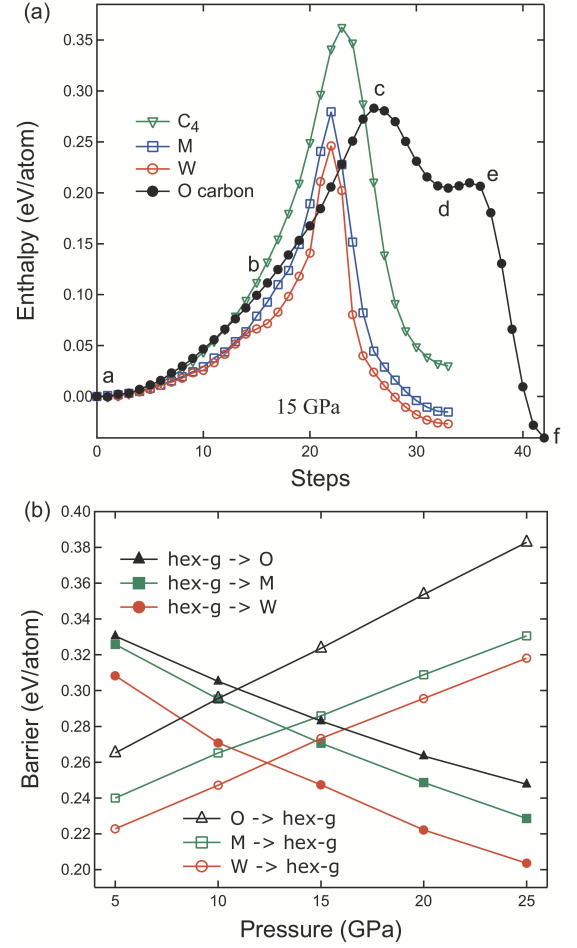 (a)
0.35
0.30
0.25
0.20
0.15
0.10
0.05
0.00
Enthalpy (eV/atom)
C4
M
W
O carbon
a
b
c
d
e
f
15 GPa
0
10
20
30
40
Steps
(b)
0.40
0.38
0.36
0.34
0.32
0.30
0.28
0.26
0.24
0.22
0.20
Barrier (eV/atom)
hex-g -> O
hex-g -> M
hex-g -> W
O -> hex-g
M -> hex-g
W -> hex-g
5
10
15
20
25
Pressure (GPa)